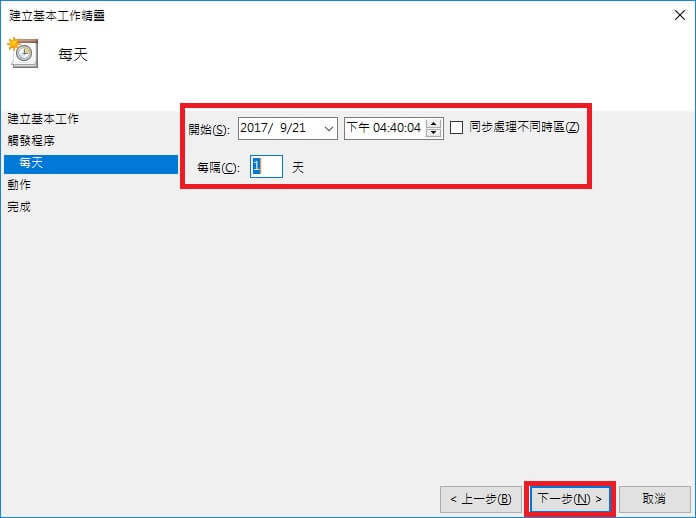 建立基本工作精靈
每天
建立基本工作
觸發程序
每天
動作
完成
開始(S): 2017/ 9/21 下午 04:40:04 同步處理不同時區(Z)
每隔(C): 1 天
< 上一步(B) 下一步(N) > 取消